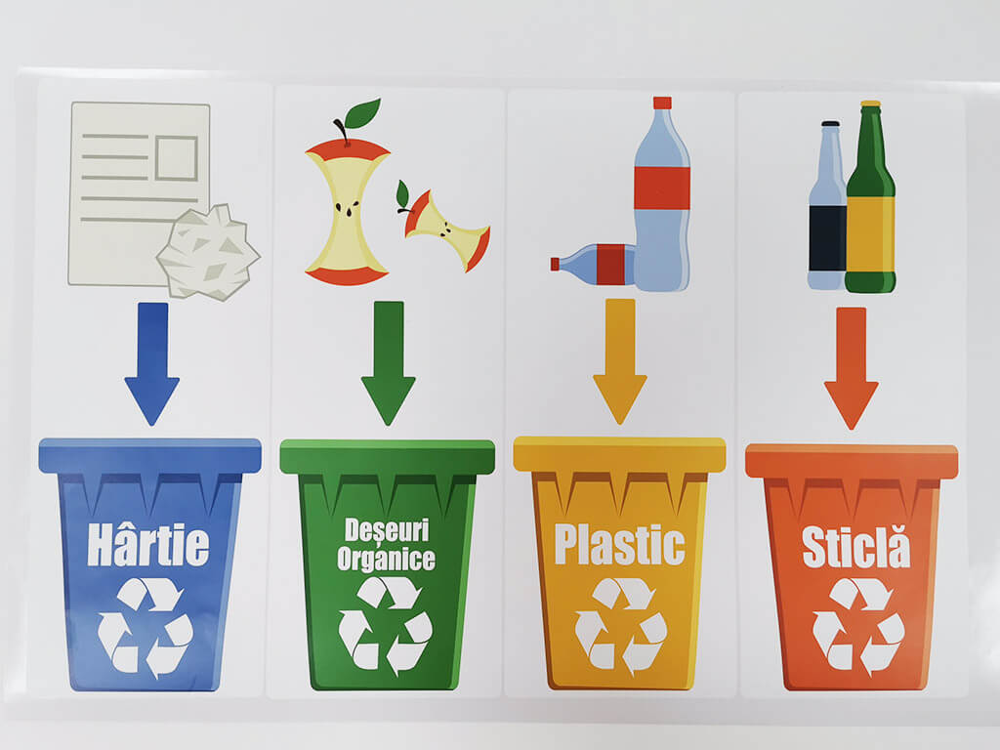 Hârtie
Deșeuri
Organice
Plastic
Sticlă